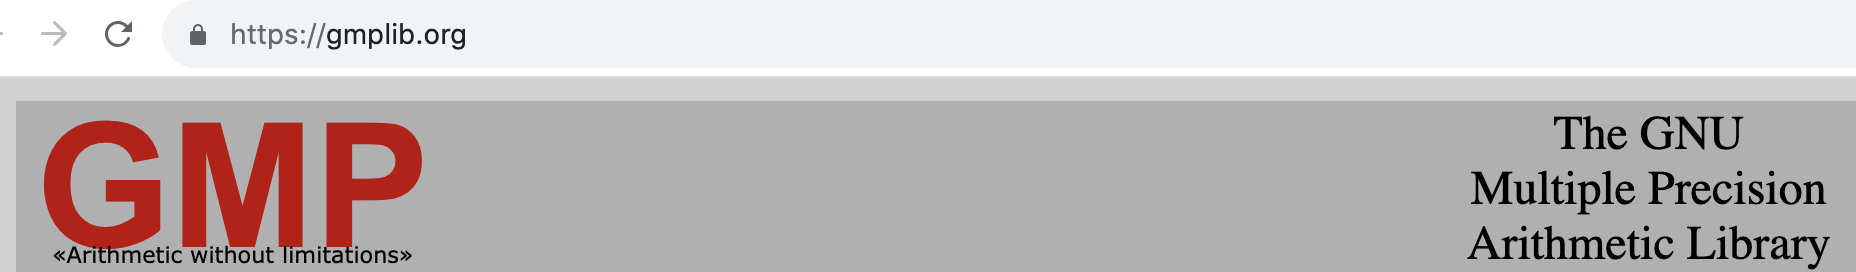 https://gmplib.org
GMP
«Arithmetic without limitations»
The GNU
Multiple Precision
Arithmetic Library